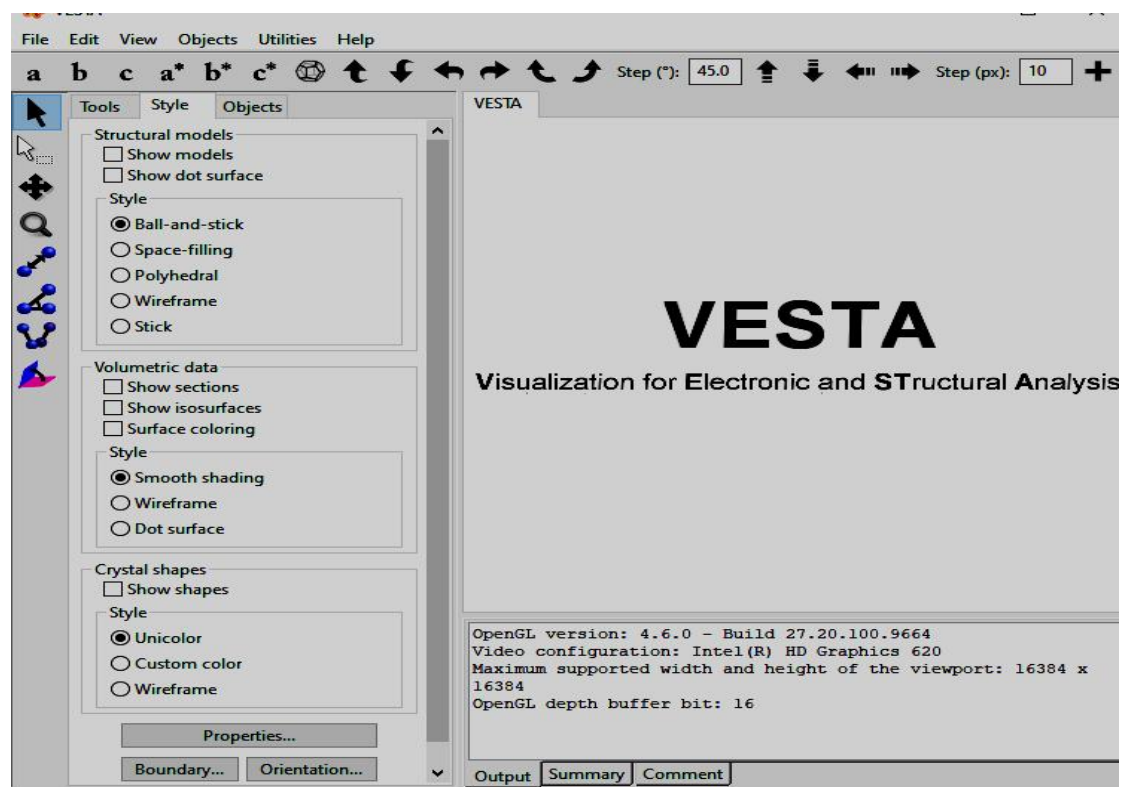 File Edit View Objects Utilities Help
a b c a* b* c* Step (°): 45.0 Step (px): 10
Tools Style Objects
VESTA
Structural models
Show models
Show dot surface
Style
Ball-and-stick
Space-filling
Polyhedral
Wireframe
Stick
Volumetric data
Show sections
Show isosurfaces
Surface coloring
Style
Smooth shading
Wireframe
Dot surface
Crystal shapes
Show shapes
Style
Unicolor
Custom color
Wireframe
Properties...
Boundary... Orientation...
VESTA
Visualization for Electronic and STructural Analysis
OpenGL version: 4.6.0 - Build 27.20.100.9664
Video configuration: Intel(R) HD Graphics 620
Maximum supported width and height of the viewport: 16384 x
16384
OpenGL depth buffer bit: 16
Output Summary Comment